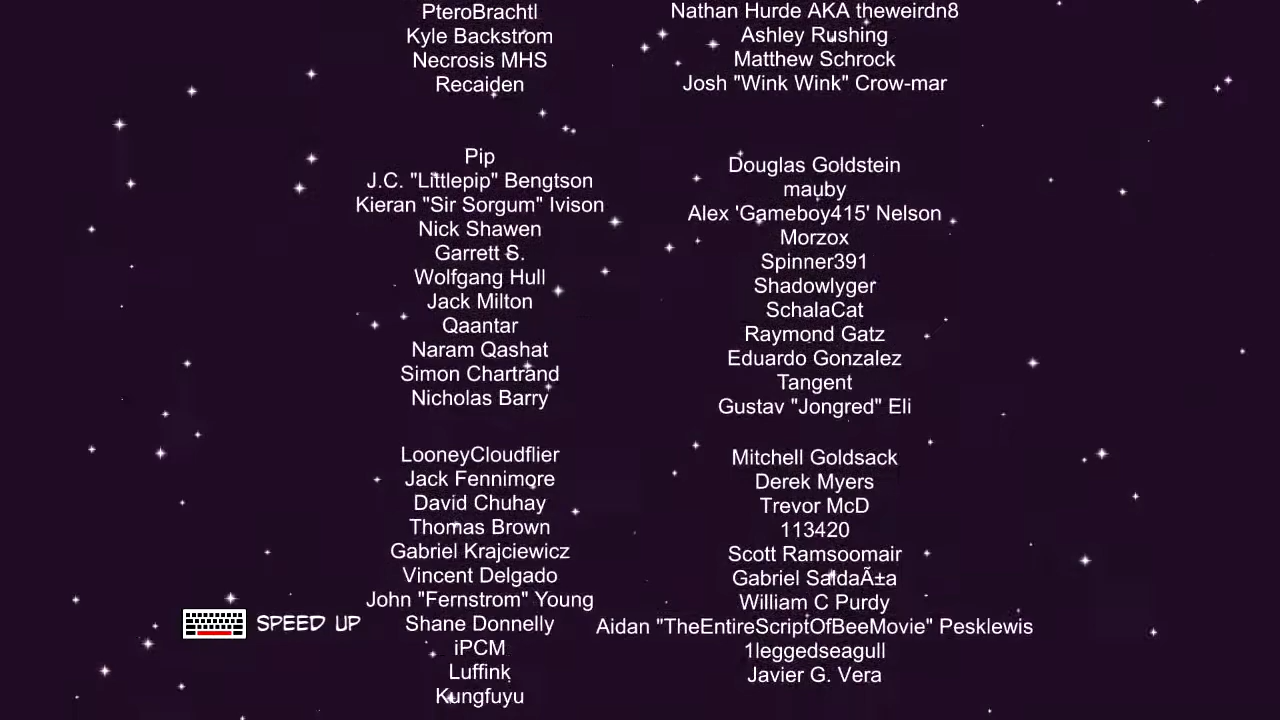 PteroBrachtl
Kyle Backstrom
Necrosis MHS
Recaiden
Pip
J.C. "Littlepip" Bengtson
Kieran "Sir Sorgum" Ivison
Nick Shawen
Garrett S.
Wolfgang Hull
Jack Milton
Qaantar
Naram Qashat
Simon Chartrand
Nicholas Barry
LooneyCloudflier
Jack Fennimore
David Chuhay
Thomas Brown
Gabriel Krajciewicz
Vincent Delgado
John "Fernstrom" Young
Shane Donnelly
iPCM
Luffink
Kungfuyu
Nathan Hurde AKA theweirdn8
Ashley Rushing
Matthew Schrock
Josh "Wink Wink" Crow-mar
Douglas Goldstein
mauby
Alex 'Gameboy415' Nelson
Morzox
Spinner391
Shadowlyger
SchalaCat
Raymond Gatz
Eduardo Gonzalez
Tangent
Gustav "Jongred" Eli
Mitchell Goldsack
Derek Myers
Trevor McD
113420
Scott Ramsoomair
Gabriel SaldaÃ±a
William C Purdy
Aidan "TheEntireScriptOfBeeMovie" Pesklewis
1leggedseagull
Javier G. Vera
SPEED UP